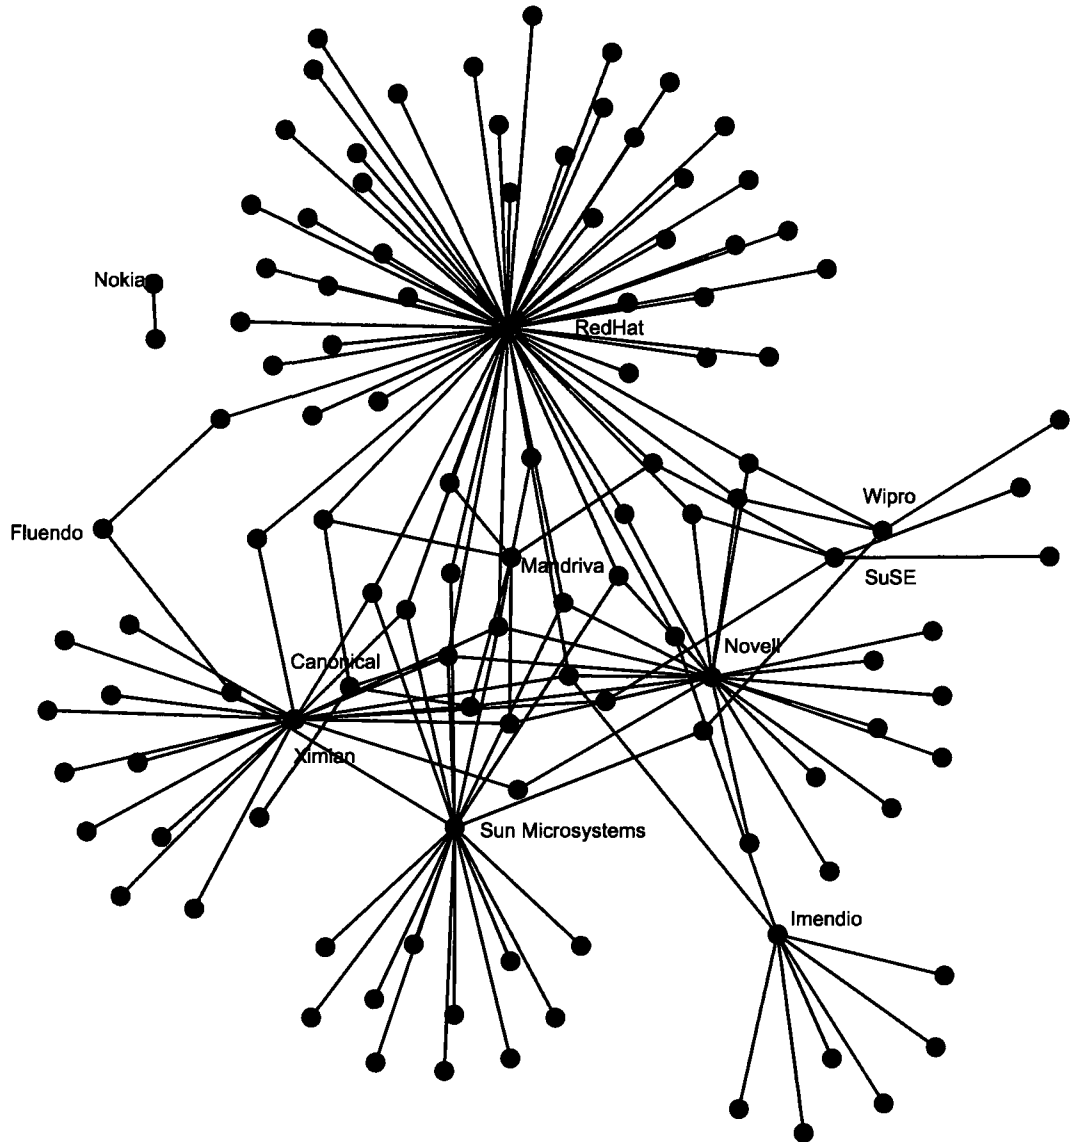 Nokia
RedHat
Wipro
Fluendo
Mandriva
SuSE
Novell
Canonical
Ximian
Sun Microsystems
Imendio